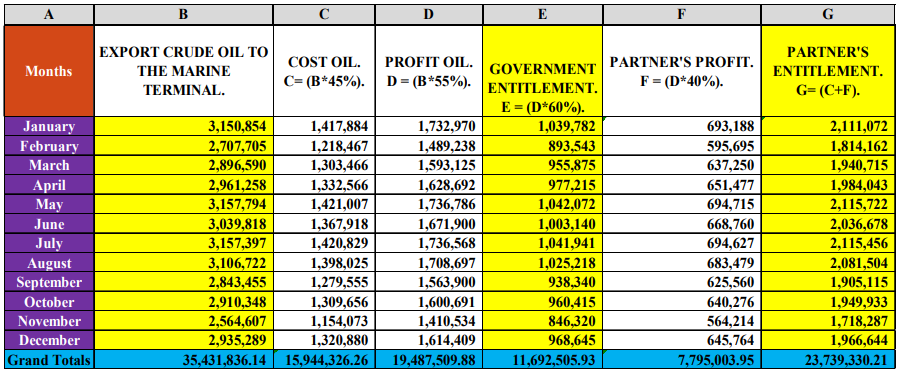 A B C D E F G
Months EXPORT CRUDE OIL TO THE MARINE TERMINAL. COST OIL. C= (B*45%). PROFIT OIL. D = (B*55%). GOVERNMENT ENTITLEMENT. E = (D*60%). PARTNER'S PROFIT. F = (D*40%). PARTNER'S ENTITLEMENT. G= (C+F).
January 3,150,854 1,417,884 1,732,970 1,039,782 693,188 2,111,072
February 2,707,705 1,218,467 1,489,238 893,543 595,695 1,814,162
March 2,896,590 1,303,466 1,593,125 955,875 637,250 1,940,715
April 2,961,258 1,332,566 1,628,692 977,215 651,477 1,984,043
May 3,157,794 1,421,007 1,736,786 1,042,072 694,715 2,115,722
June 3,039,818 1,367,918 1,671,900 1,003,140 668,760 2,036,678
July 3,157,397 1,420,829 1,736,568 1,041,941 694,627 2,115,456
August 3,106,722 1,398,025 1,708,697 1,025,218 683,479 2,081,504
September 2,843,455 1,279,555 1,563,900 938,340 625,560 1,905,115
October 2,910,348 1,309,656 1,600,691 960,415 640,276 1,949,933
November 2,564,607 1,154,073 1,410,534 846,320 564,214 1,718,287
December 2,935,289 1,320,880 1,614,409 968,645 645,764 1,966,644
Grand Totals 35,431,836.14 15,944,326.26 19,487,509.88 11,692,505.93 7,795,003.95 23,739,330.21